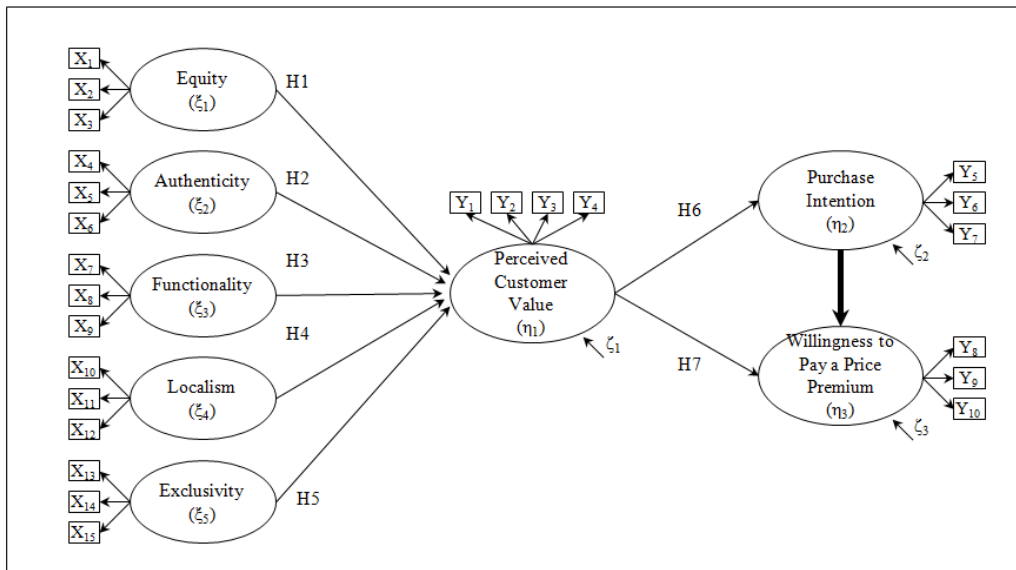 X₁
X₂
X₃
Equity
(ξ₁)
H1
X₄
X₅
X₆
Authenticity
(ξ₂)
H2
X₇
X₈
X₉
Functionality
(ξ₃)
H3
X₁₀
X₁₁
X₁₂
Localism
(ξ₄)
H4
X₁₃
X₁₄
X₁₅
Exclusivity
(ξ₅)
H5
Y₁
Y₂
Y₃
Y₄
Perceived
Customer
Value
(η₁)
ζ₁
H6
H7
Purchase
Intention
(η₂)
ζ₂
Y₅
Y₆
Y₇
Willingness to
Pay a Price
Premium
(η₃)
ζ₃
Y₈
Y₉
Y₁₀